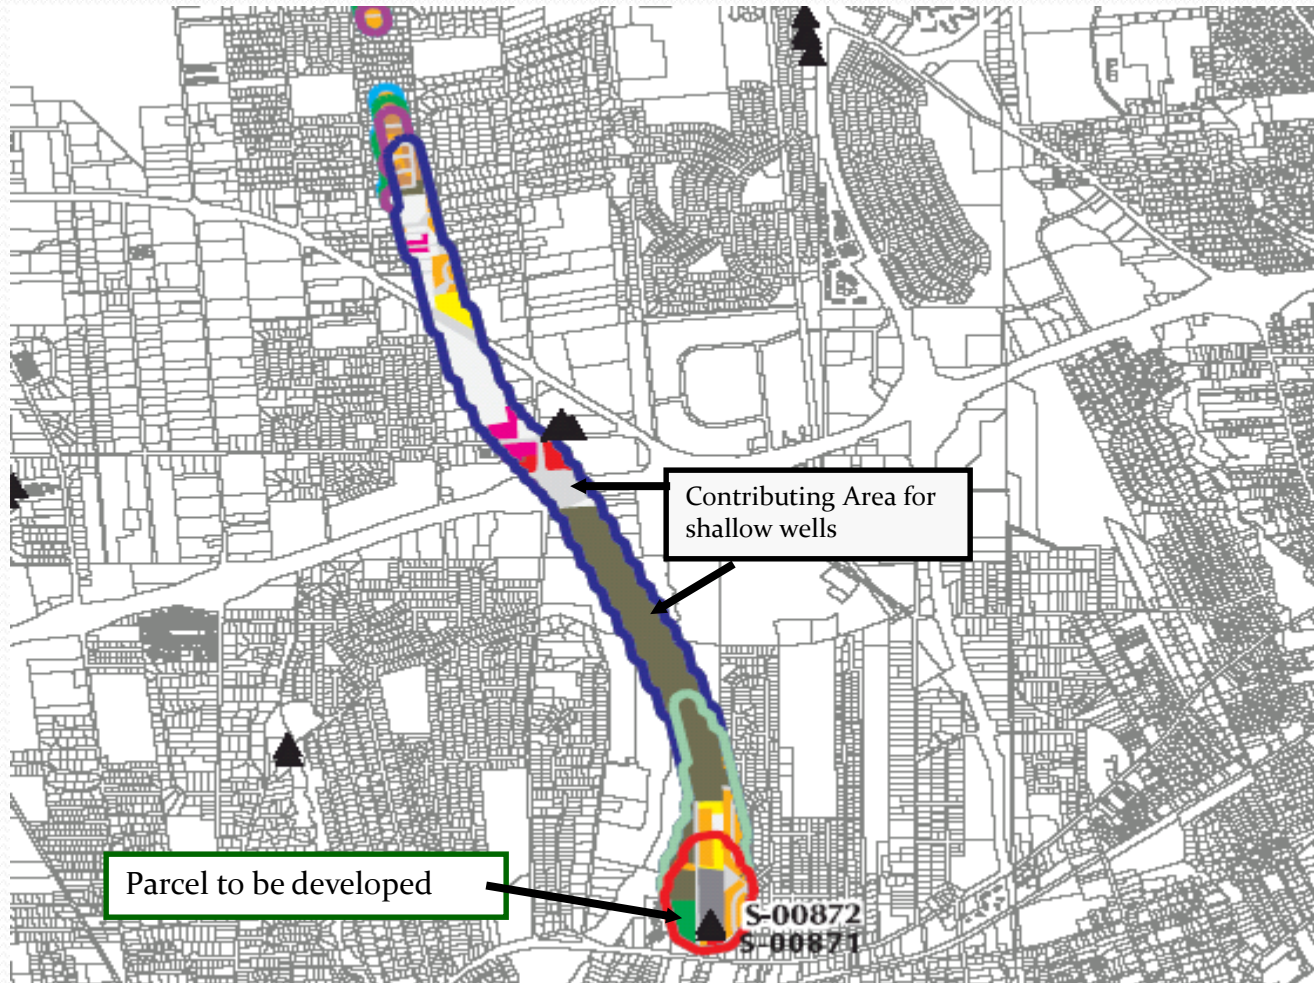 Contributing Area for
shallow wells
Parcel to be developed
S-00872
S-00871